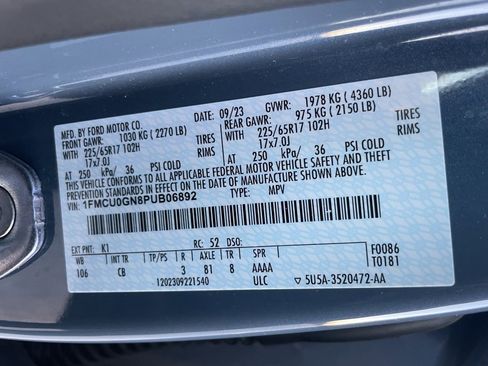 MFD. BY FORD MOTOR CO.
09/23 GVWR: 1978 KG ( 4360 LB)
FRONT GAWR: 1030 KG ( 2270 LB) REAR GAWR: 975 KG ( 2150 LB)
WITH 225/65R17 102H TIRES WITH 225/65R17 102H TIRES
17x7.0J RIMS 17x7.0J RIMS
AT 250 kPa/ 36 PSI COLD AT 250 kPa/ 36 PSI COLD
THIS VEHICLE CONFORMS TO ALL APPLICABLE FEDERAL MOTOR VEHICLE SAFETY AND THEFT
PREVENTION STANDARDS IN EFFECT ON THE DATE OF MANUFACTURE SHOWN ABOVE.
VIN: 1FMCU0GN8PUB06892 TYPE: MPV
EXT PNT: K1 RC: 52 DSO:
WB INT TR TP/PS R AXLE TR SPR
106 CB 3 81 8 AAAA
F0086
T0181
1202309221540 ULC
5U5A-3520472-AA